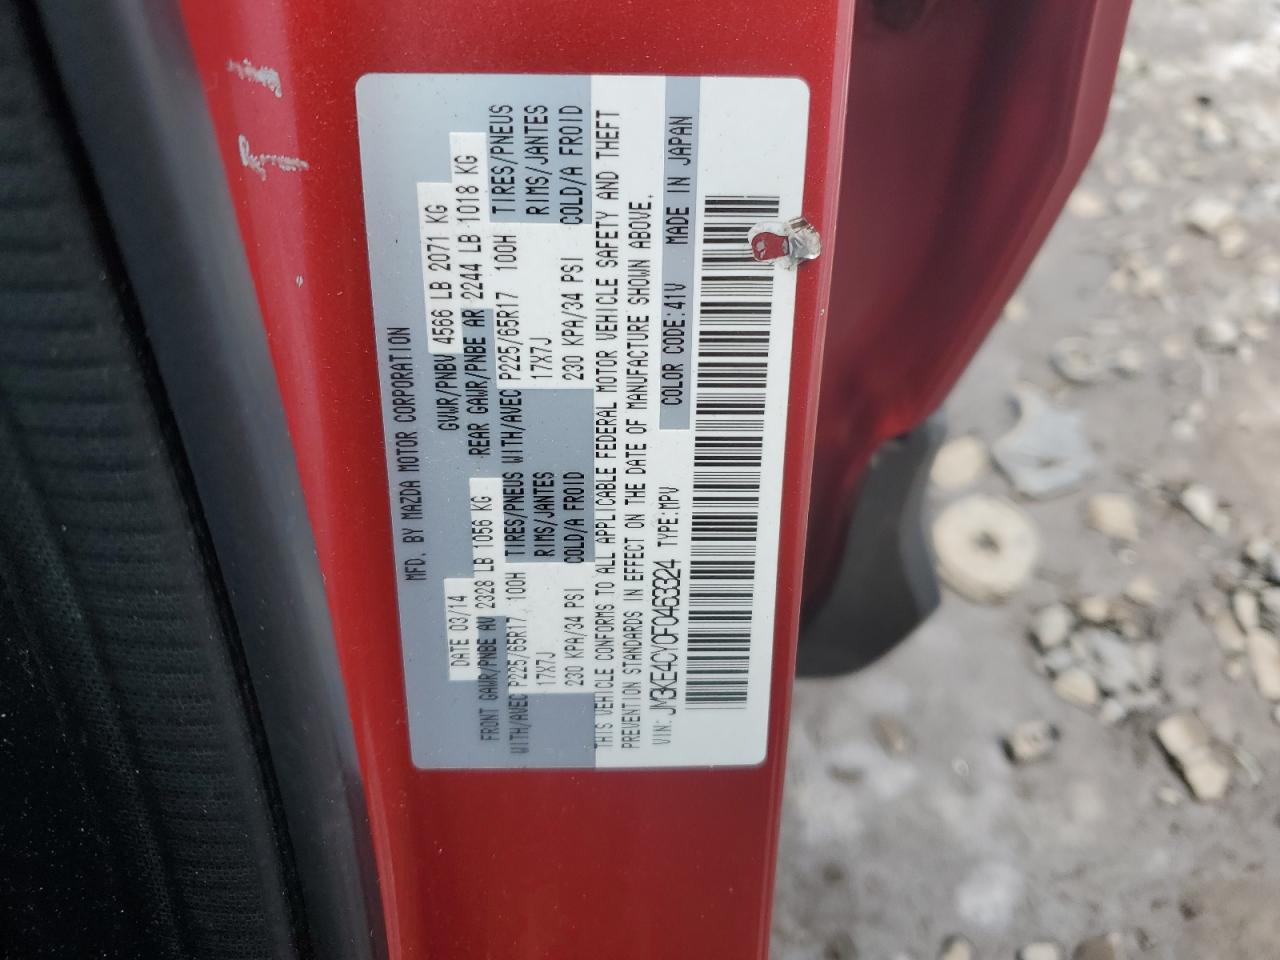 MFD. BY MAZDA MOTOR CORPORATION
DATE 03/14 GVWR/PNBV 4566 LB 2071 KG
FRONT GAWR/PNBE AV 2328 LB 1056 KG REAR GAWR/PNBE AR 2244 LB 1018 KG
WITH/AVEC P225/65R17 100H TIRES/PNEUS WITH/AVEC P225/65R17 100H TIRES/PNEUS
17X7J RIMS/JANTES 17X7J RIMS/JANTES
230 KPA/34 PSI COLD/A FROID 230 KPA/34 PSI COLD/A FROID
THIS VEHICLE CONFORMS TO ALL APPLICABLE FEDERAL MOTOR VEHICLE SAFETY AND THEFT
PREVENTION STANDARDS IN EFFECT ON THE DATE OF MANUFACTURE SHOWN ABOVE.
VIN: JM3KE4CY0F0463324 TYPE:MPV COLOR CODE:41V MADE IN JAPAN